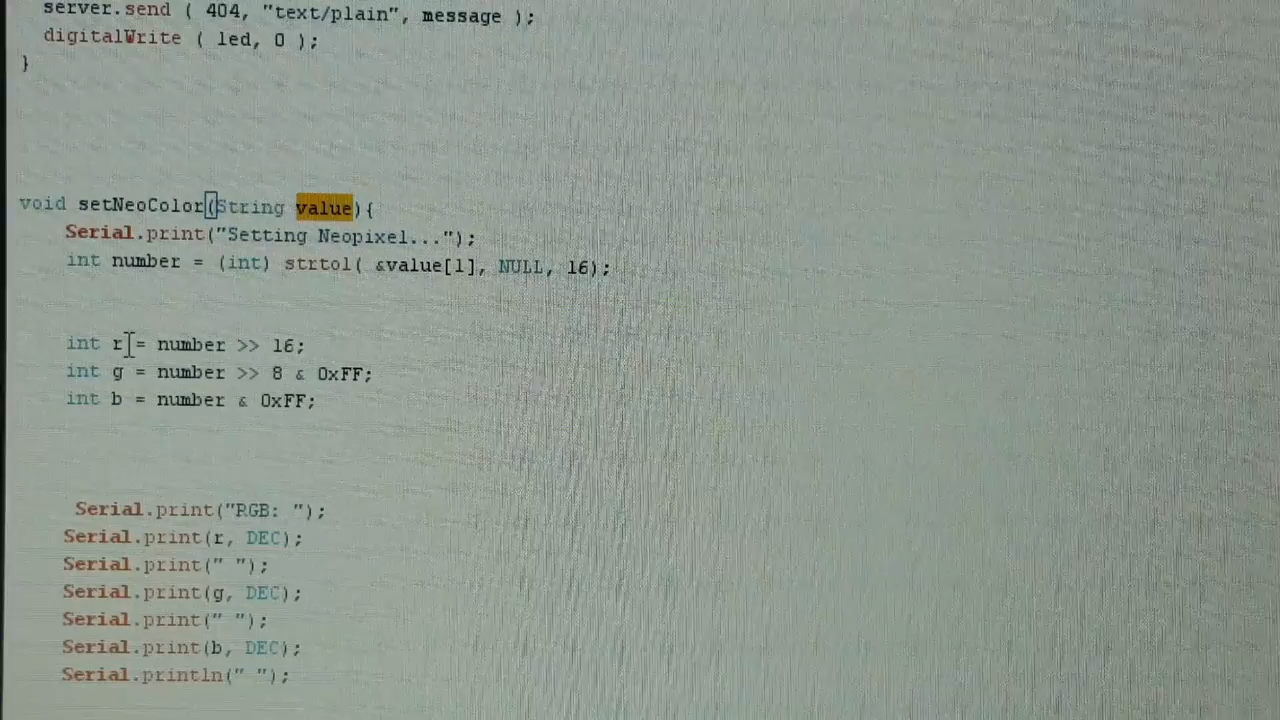 server.send ( 404, "text/plain", message );
digitalWrite ( led, 0 );
}
void setNeoColor(String value){
Serial.print("Setting Neopixel...");
int number = (int) strtol( &value[1], NULL, 16);
int r = number >> 16;
int g = number >> 8 & 0xFF;
int b = number & 0xFF;
Serial.print("RGB: ");
Serial.print(r, DEC);
Serial.print(" ");
Serial.print(g, DEC);
Serial.print(" ");
Serial.print(b, DEC);
Serial.println(" ");